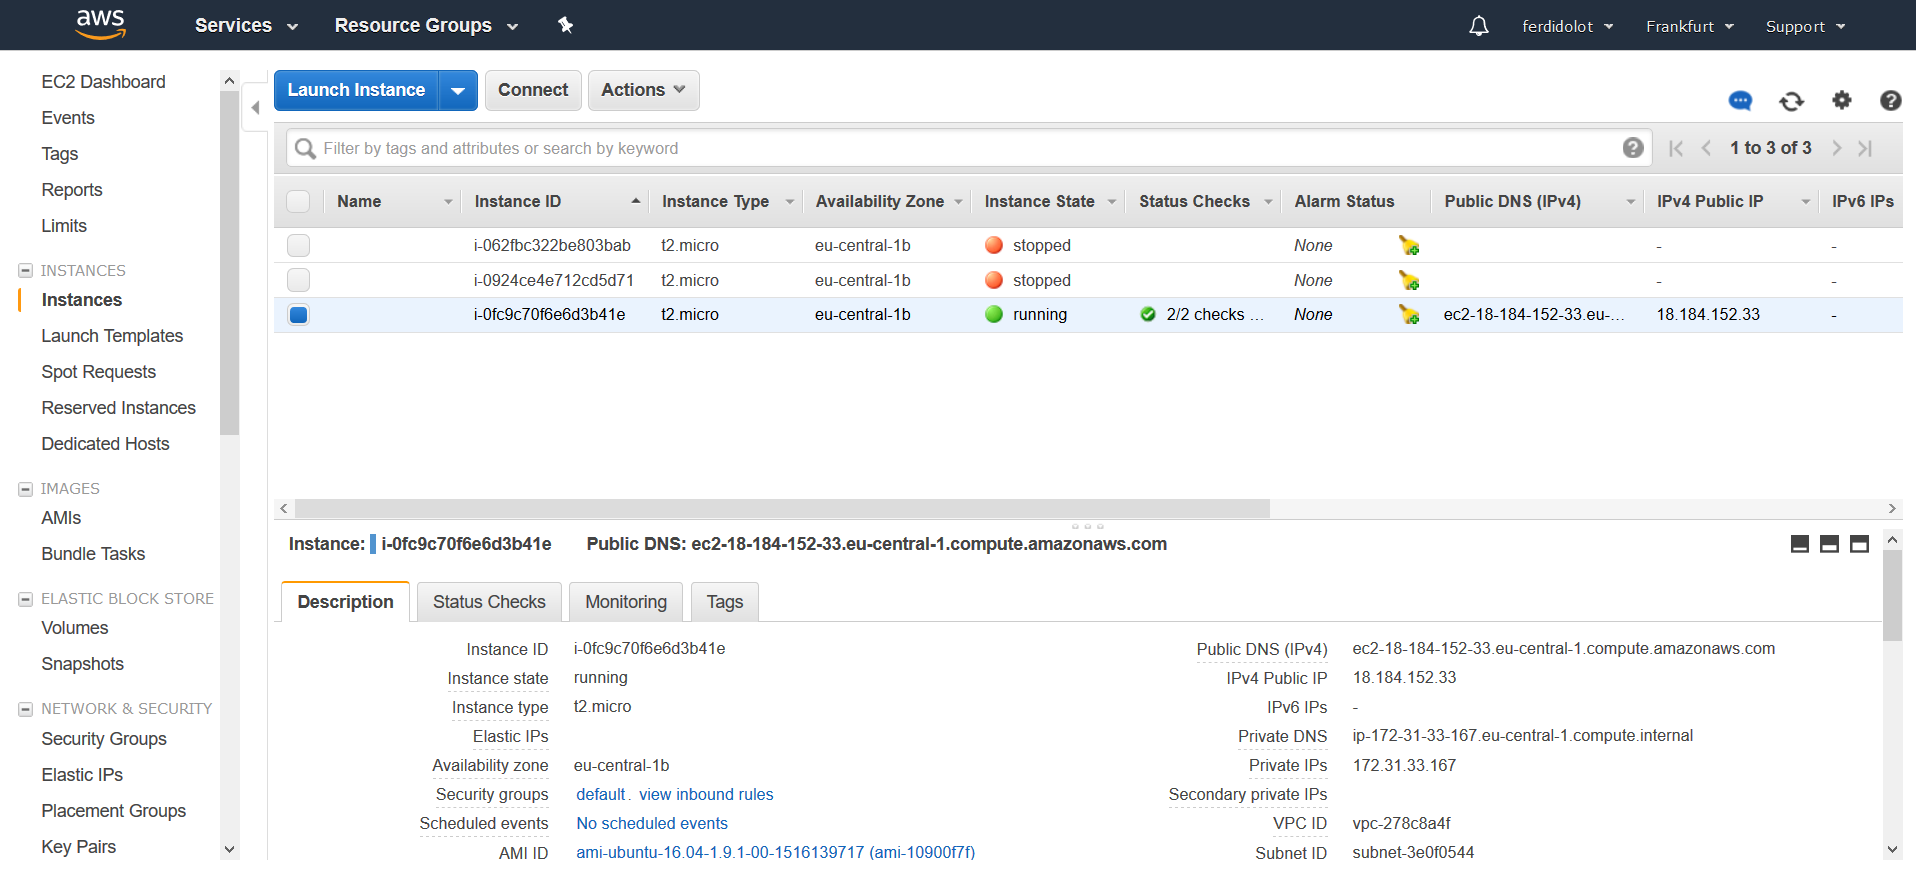 aws Services Resource Groups ferdidolot Frankfurt Support
EC2 Dashboard
Events
Tags
Reports
Limits
INSTANCES
Instances
Launch Templates
Spot Requests
Reserved Instances
Dedicated Hosts
IMAGES
AMIs
Bundle Tasks
ELASTIC BLOCK STORE
Volumes
Snapshots
NETWORK & SECURITY
Security Groups
Elastic IPs
Placement Groups
Key Pairs
Launch Instance Connect Actions
Filter by tags and attributes or search by keyword 1 to 3 of 3
Name Instance ID Instance Type Availability Zone Instance State Status Checks Alarm Status Public DNS (IPv4) IPv4 Public IP IPv6 IPs
i-062fbc322be803bab t2.micro eu-central-1b stopped None - -
i-0924ce4e712cd5d71 t2.micro eu-central-1b stopped None - -
i-0fc9c70f6e6d3b41e t2.micro eu-central-1b running 2/2 checks ... None ec2-18-184-152-33.eu-... 18.184.152.33 -
Instance: i-0fc9c70f6e6d3b41e Public DNS: ec2-18-184-152-33.eu-central-1.compute.amazonaws.com
Description Status Checks Monitoring Tags
Instance ID i-0fc9c70f6e6d3b41e Public DNS (IPv4) ec2-18-184-152-33.eu-central-1.compute.amazonaws.com
Instance state running IPv4 Public IP 18.184.152.33
Instance type t2.micro IPv6 IPs -
Elastic IPs Private DNS ip-172-31-33-167.eu-central-1.compute.internal
Availability zone eu-central-1b Private IPs 172.31.33.167
Security groups default. view inbound rules Secondary private IPs
Scheduled events No scheduled events VPC ID vpc-278c8a4f
AMI ID ami-ubuntu-16.04-1.9.1-00-1516139717 (ami-10900f7f) Subnet ID subnet-3e0f0544